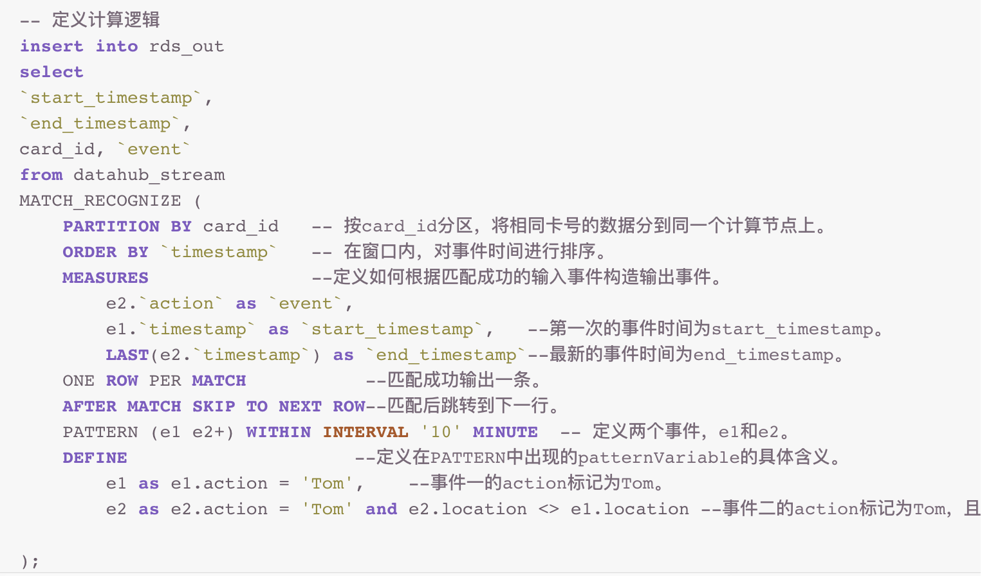 -- 定义计算逻辑
insert into rds_out
select
`start_timestamp`,
`end_timestamp`,
card_id, `event`
from datahub_stream
MATCH_RECOGNIZE (
    PARTITION BY card_id   -- 按card_id分区，将相同卡号的数据分到同一个计算节点上。
    ORDER BY `timestamp`   -- 在窗口内，对事件时间进行排序。
    MEASURES               --定义如何根据匹配成功的输入事件构造输出事件。
        e2.`action` as `event`,
        e1.`timestamp` as `start_timestamp`,   --第一次的事件时间为start_timestamp。
        LAST(e2.`timestamp`) as `end_timestamp`--最新的事件时间为end_timestamp。
    ONE ROW PER MATCH           --匹配成功输出一条。
    AFTER MATCH SKIP TO NEXT ROW--匹配后跳转到下一行。
    PATTERN (e1 e2+) WITHIN INTERVAL '10' MINUTE  -- 定义两个事件，e1和e2。
    DEFINE                     --定义在PATTERN中出现的patternVariable的具体含义。
        e1 as e1.action = 'Tom',    --事件一的action标记为Tom。
        e2 as e2.action = 'Tom' and e2.location <> e1.location --事件二的action标记为Tom，且
);